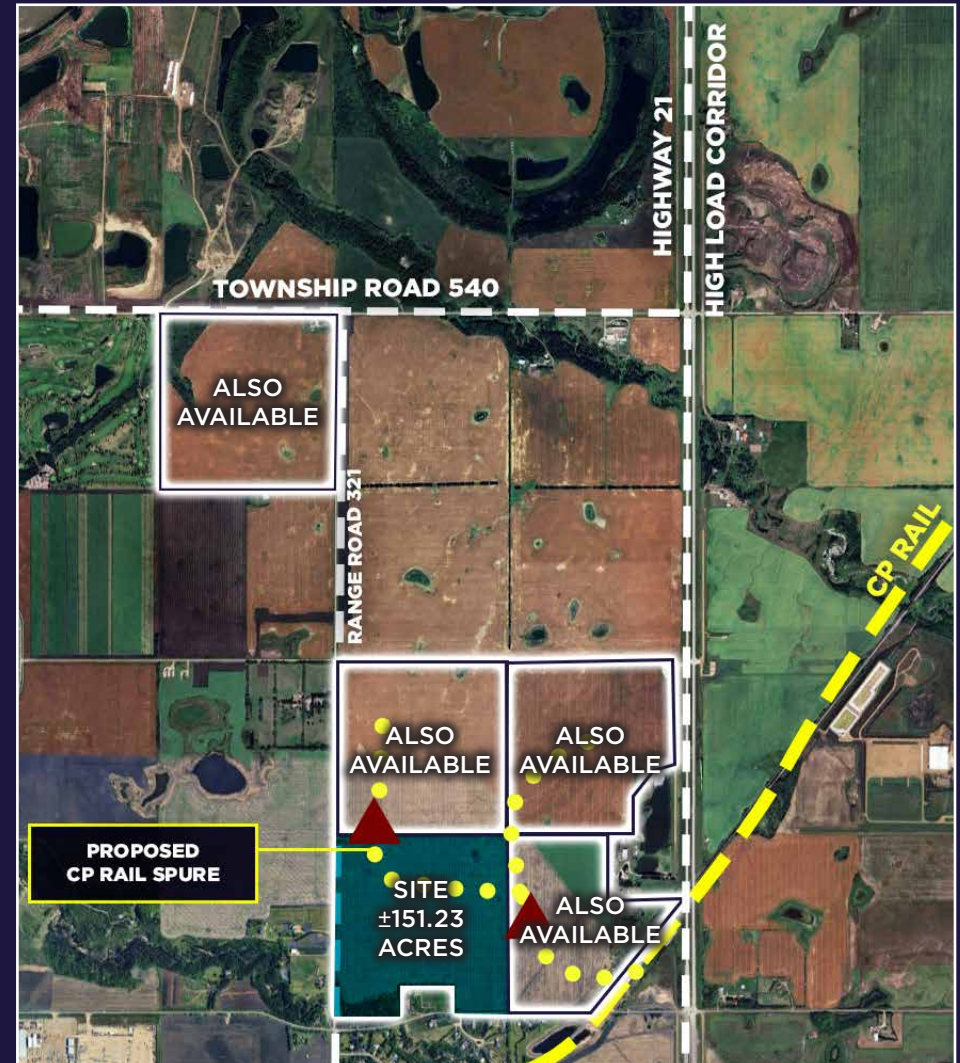 HIGHWAY 21
HIGH LOAD CORRIDOR
TOWNSHIP ROAD 540
ALSO
AVAILABLE
RANGE ROAD 321
CP RAIL
ALSO
AVAILABLE
ALSO
AVAILABLE
PROPOSED
CP RAIL SPURE
SITE
±151.23
ACRES
ALSO
AVAILABLE